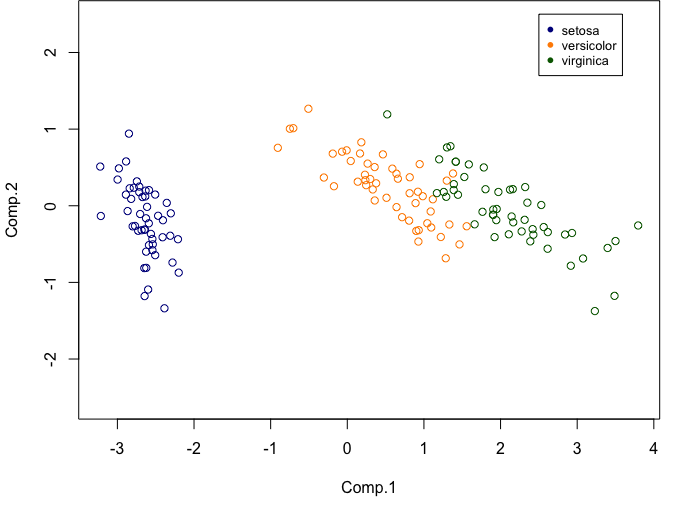 setosa
versicolor
virginica
2
1
0
-1
-2
Comp.2
-3 -2 -1 0 1 2 3 4
Comp.1